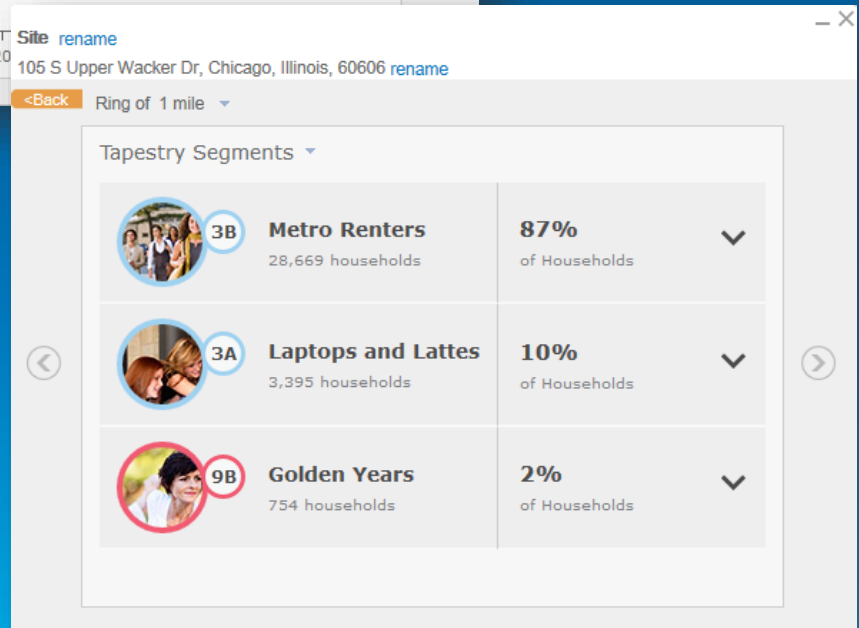 Site rename
105 S Upper Wacker Dr, Chicago, Illinois, 60606 rename
<Back Ring of 1 mile
Tapestry Segments
3B Metro Renters 87%
28,669 households of Households
3A Laptops and Lattes 10%
3,395 households of Households
9B Golden Years 2%
754 households of Households